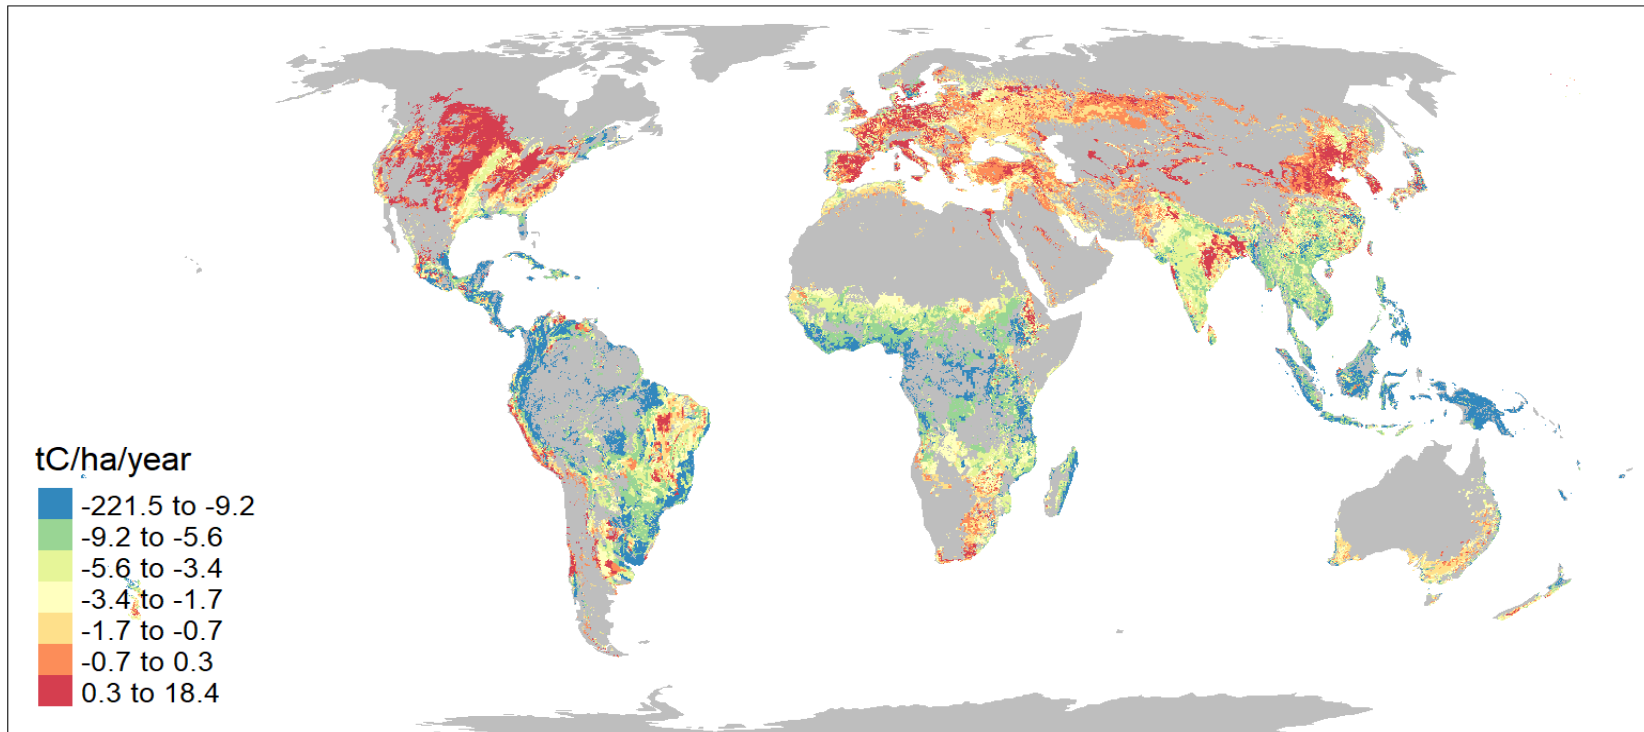 tC/ha/year
-221.5 to -9.2
-9.2 to -5.6
-5.6 to -3.4
-3.4 to -1.7
-1.7 to -0.7
-0.7 to 0.3
0.3 to 18.4